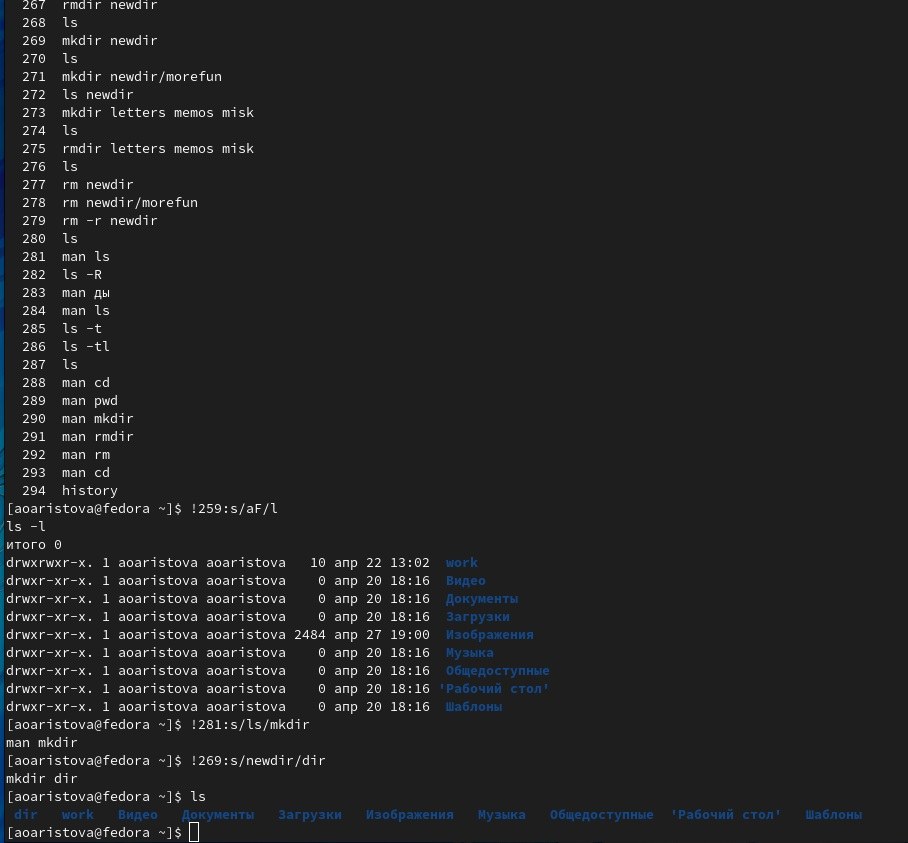 267 rmdir newdir
268 ls
269 mkdir newdir
270 ls
271 mkdir newdir/morefun
272 ls newdir
273 mkdir letters memos misk
274 ls
275 rmdir letters memos misk
276 ls
277 rm newdir
278 rm newdir/morefun
279 rm -r newdir
280 ls
281 man ls
282 ls -R
283 man ды
284 man ls
285 ls -t
286 ls -tl
287 ls
288 man cd
289 man pwd
290 man mkdir
291 man rmdir
292 man rm
293 man cd
294 history
[aoaristova@fedora ~]$ !259:s/aF/l
ls -l
итого 0
drwxrwxr-x. 1 aoaristova aoaristova 10 апр 22 13:02 work
drwxr-xr-x. 1 aoaristova aoaristova 0 апр 20 18:16 Видео
drwxr-xr-x. 1 aoaristova aoaristova 0 апр 20 18:16 Документы
drwxr-xr-x. 1 aoaristova aoaristova 0 апр 20 18:16 Загрузки
drwxr-xr-x. 1 aoaristova aoaristova 2484 апр 27 19:00 Изображения
drwxr-xr-x. 1 aoaristova aoaristova 0 апр 20 18:16 Музыка
drwxr-xr-x. 1 aoaristova aoaristova 0 апр 20 18:16 Общедоступные
drwxr-xr-x. 1 aoaristova aoaristova 0 апр 20 18:16 'Рабочий стол'
drwxr-xr-x. 1 aoaristova aoaristova 0 апр 20 18:16 Шаблоны
[aoaristova@fedora ~]$ !281:s/ls/mkdir
man mkdir
[aoaristova@fedora ~]$ !269:s/newdir/dir
mkdir dir
[aoaristova@fedora ~]$ ls
dir work Видео Документы Загрузки Изображения Музыка Общедоступные 'Рабочий стол' Шаблоны
[aoaristova@fedora ~]$